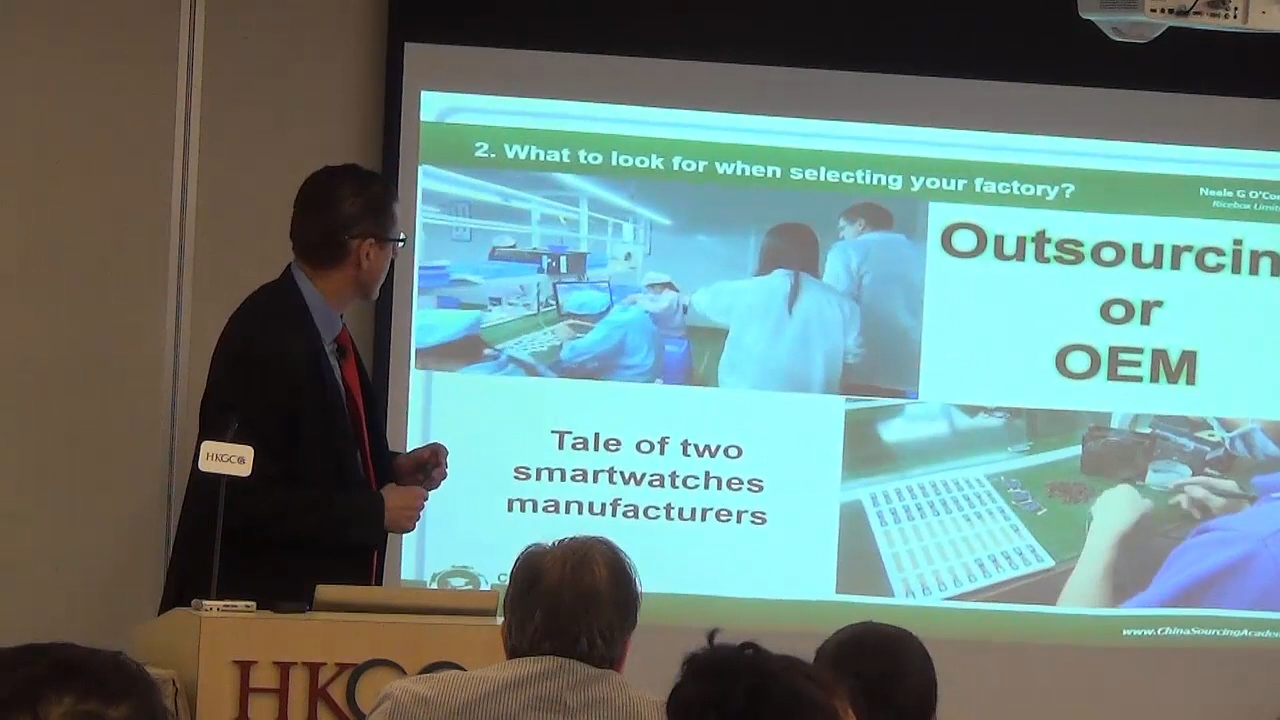 2. What to look for when selecting your factory?
Neale G O'Co
Ricebox Limit
Outsourcin
or
OEM
Tale of two
smartwatches
manufacturers
HKGCC
www.ChinaSourcingAcade
HKGC